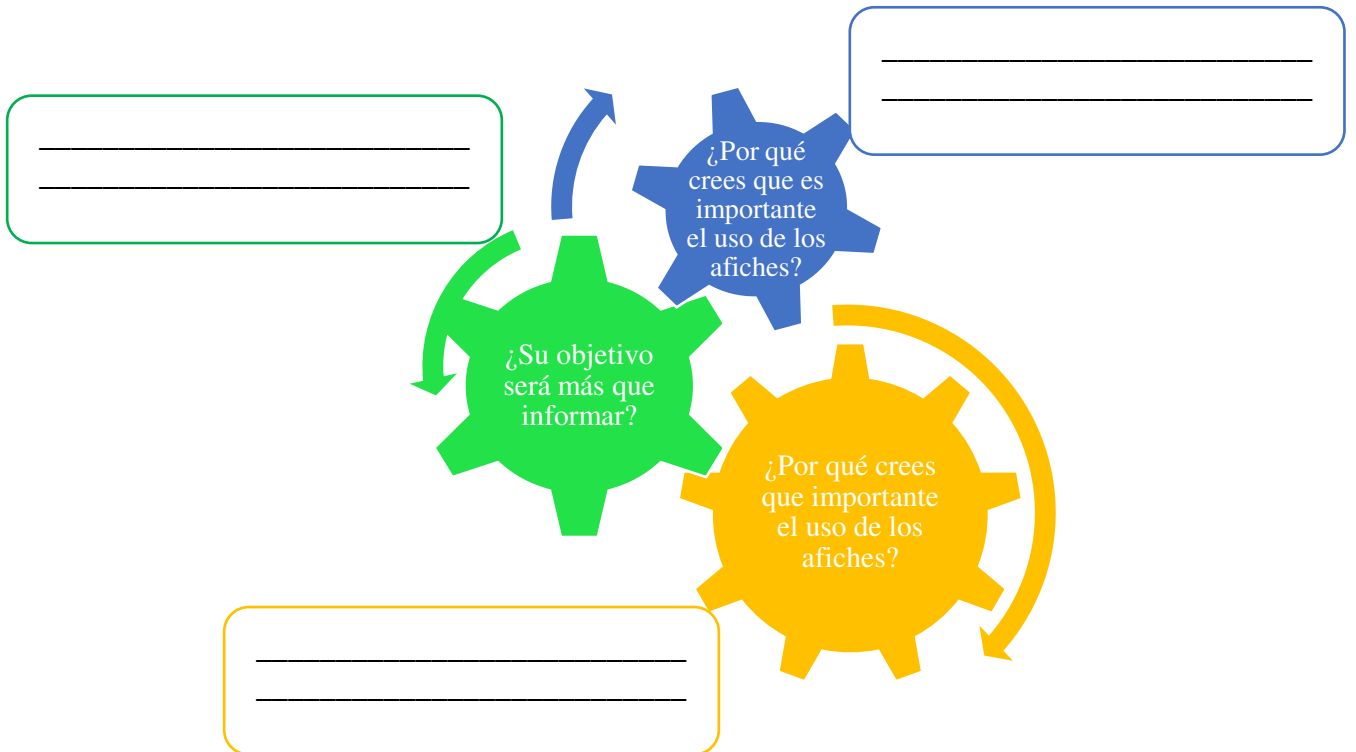 ¿Por qué
crees que es
importante
el uso de los
afiches?
¿Su objetivo
será más que
informar?
¿Por qué crees
que importante
el uso de los
afiches?